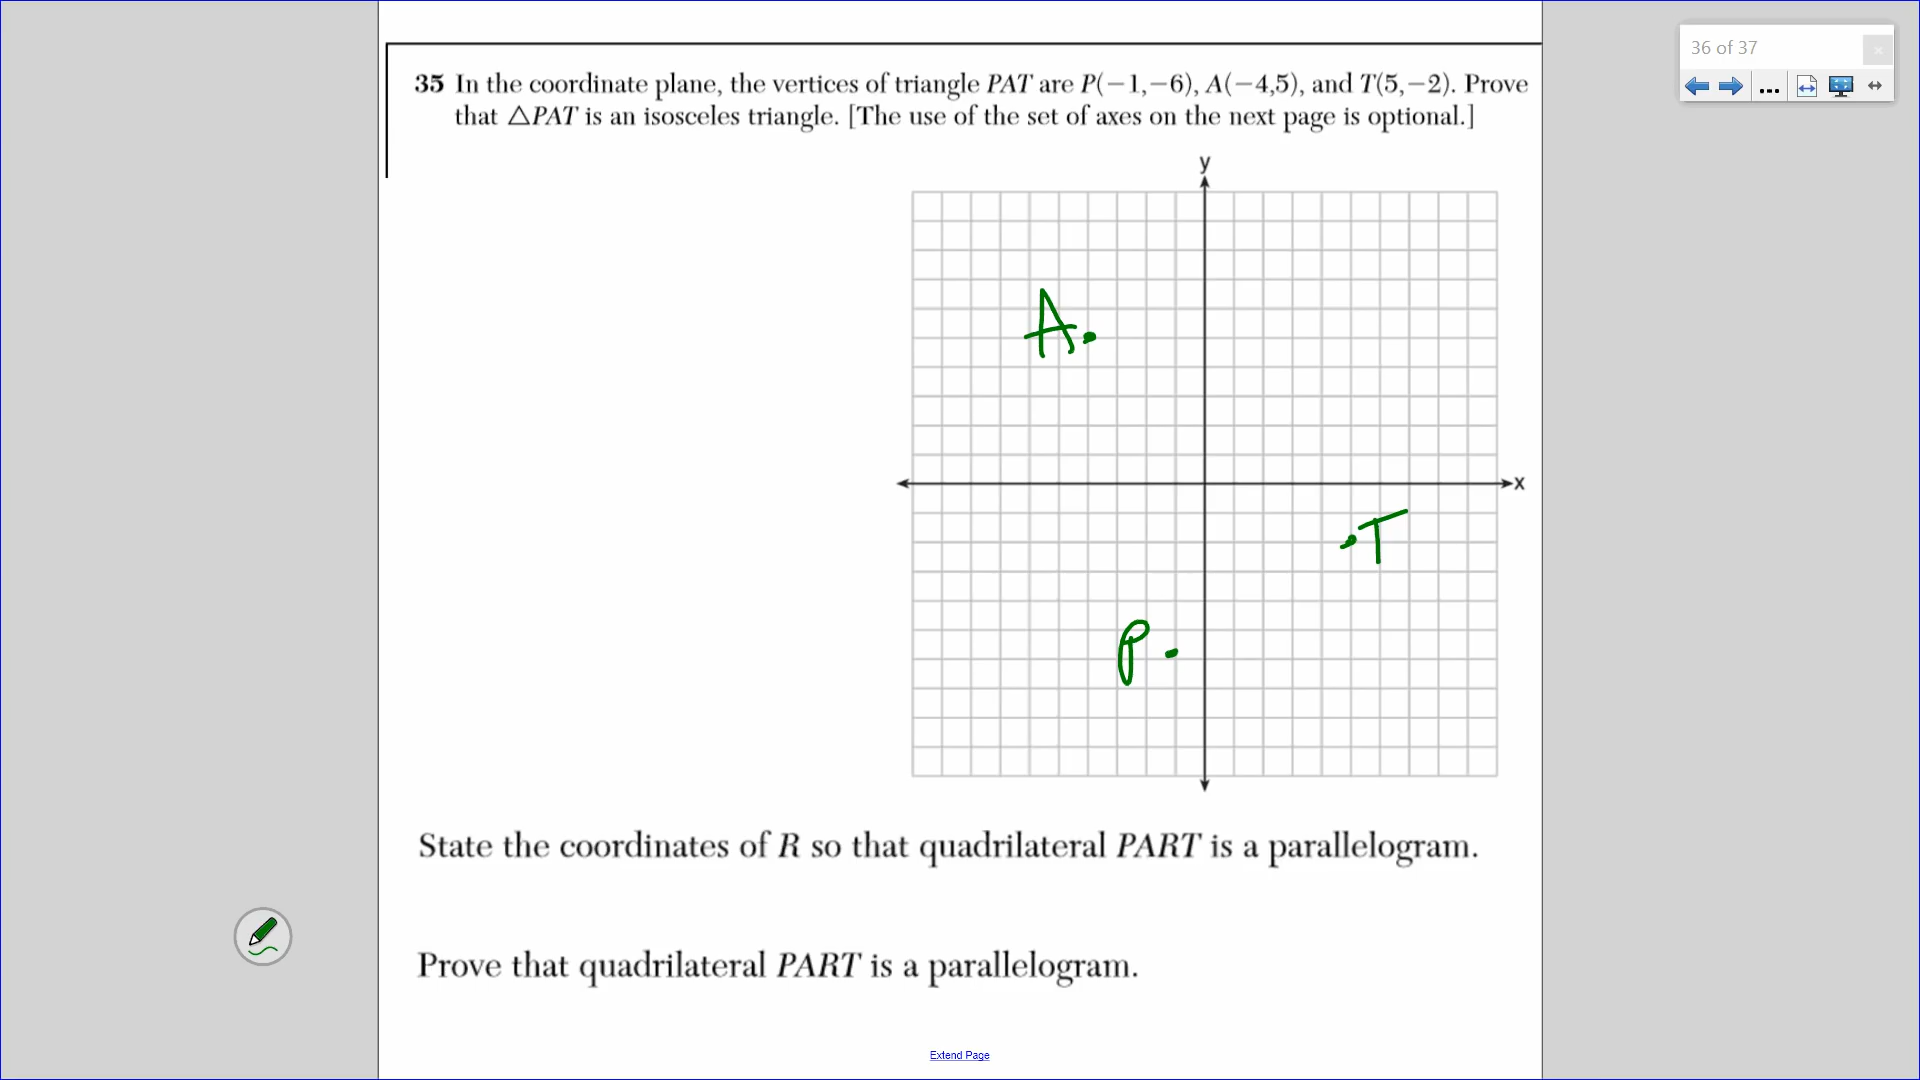 36 of 37
35 In the coordinate plane, the vertices of triangle PAT are P(−1,−6), A(−4,5), and T(5,−2). Prove
that △PAT is an isosceles triangle. [The use of the set of axes on the next page is optional.]
y
A
x
T
P
State the coordinates of R so that quadrilateral PART is a parallelogram.
Prove that quadrilateral PART is a parallelogram.
Extend Page